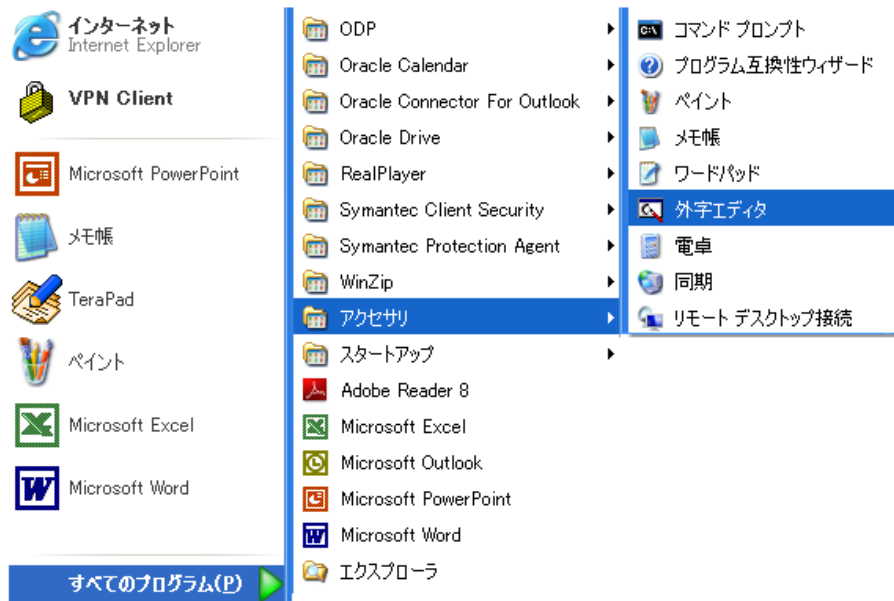 インターネット
Internet Explorer
VPN Client
Microsoft PowerPoint
メモ帳
TeraPad
ペイント
Microsoft Excel
Microsoft Word
すべてのプログラム(P)
ODP
Oracle Calendar
Oracle Connector For Outlook
Oracle Drive
RealPlayer
Symantec Client Security
Symantec Protection Agent
WinZip
アクセサリ
スタートアップ
Adobe Reader 8
Microsoft Excel
Microsoft Outlook
Microsoft PowerPoint
Microsoft Word
エクスプローラ
コマンド プロンプト
プログラム互換性ウィザード
ペイント
メモ帳
ワードパッド
外字エディタ
電卓
同期
リモート デスクトップ接続